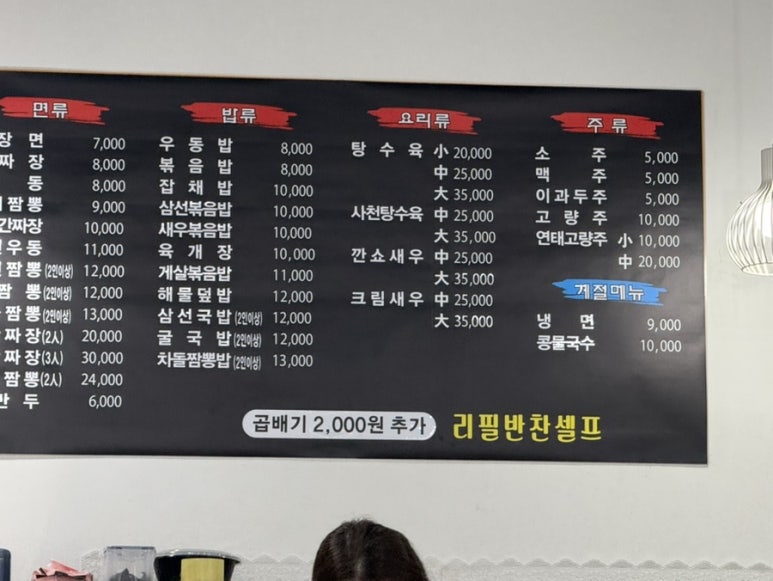 면류
장 면 7,000
짜 장 8,000
동 8,000
짬 뽕 9,000
간짜장 10,000
우 동 11,000
짬 뽕 (2인이상) 12,000
짬 뽕 (2인이상) 12,000
짬 뽕 (2인이상) 13,000
짜 장 (2인) 20,000
짜 장 (3인) 30,000
짬 뽕 (2인) 24,000
만 두 6,000
밥류
우 동 밥 8,000
볶 음 밥 8,000
잡 채 밥 10,000
삼선볶음밥 10,000
새우볶음밥 10,000
육 개 장 10,000
게살볶음밥 11,000
해 물 덮 밥 12,000
삼 선 국 밥 (2인이상) 12,000
굴 국 밥 (2인이상) 12,000
차돌짬뽕밥 (2인이상) 13,000
요리류
탕 수 육 小 20,000
中 25,000
大 35,000
사천탕수육 中 25,000
大 35,000
깐 쇼 새 우 中 25,000
大 35,000
크 림 새 우 中 25,000
大 35,000
주 류
소 주 5,000
맥 주 5,000
이 과 두 주 5,000
고 량 주 10,000
연태고량주 小 10,000
中 20,000
계절메뉴
냉 면 9,000
콩물국수 10,000
곱배기 2,000원 추가
리필반찬셀프